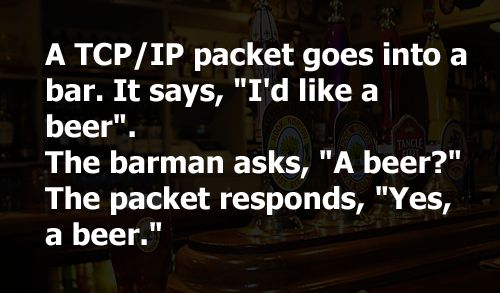 A TCP/IP packet goes into a
bar. It says, "I'd like a
beer".
The barman asks, "A beer?"
The packet responds, "Yes,
a beer."
TANGLE